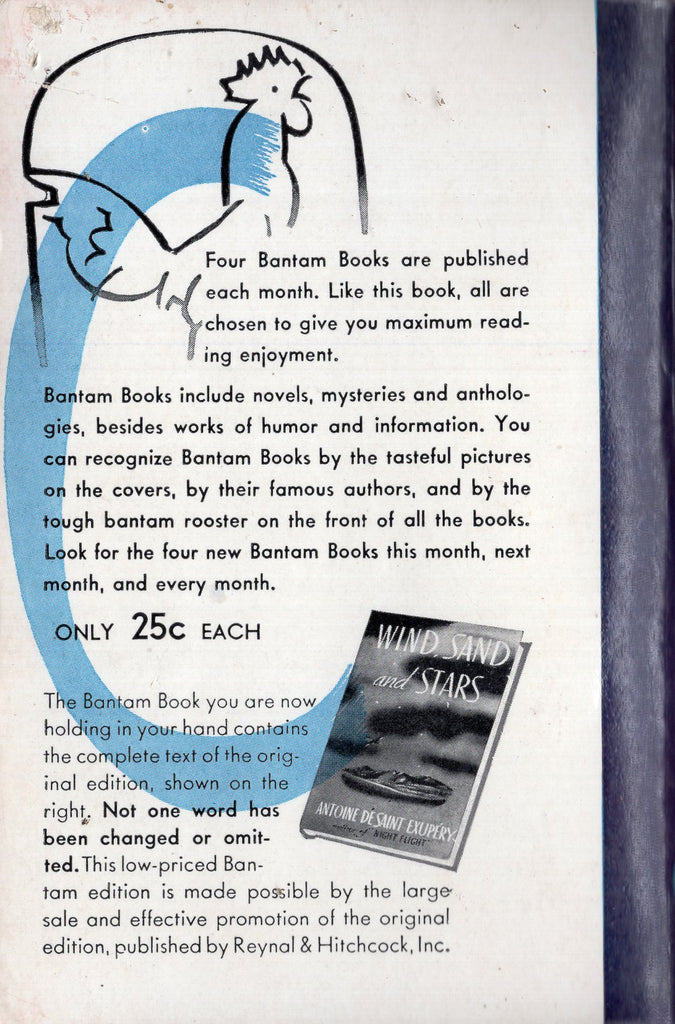 Four Bantam Books are published
each month. Like this book, all are
chosen to give you maximum read-
ing enjoyment.
Bantam Books include novels, mysteries and antholo-
gies, besides works of humor and information. You
can recognize Bantam Books by the tasteful pictures
on the covers, by their famous authors, and by the
tough bantam rooster on the front of all the books.
Look for the four new Bantam Books this month, next
month, and every month.
ONLY 25c EACH
WIND, SAND
and STARS
ANTOINE DE SAINT EXUPÉRY
author of "NIGHT FLIGHT"
The Bantam Book you are now
holding in your hand contains
the complete text of the orig-
inal edition, shown on the
right. Not one word has
been changed or omit-
ted. This low-priced Ban-
tam edition is made possible by the large
sale and effective promotion of the original
edition, published by Reynal & Hitchcock, Inc.